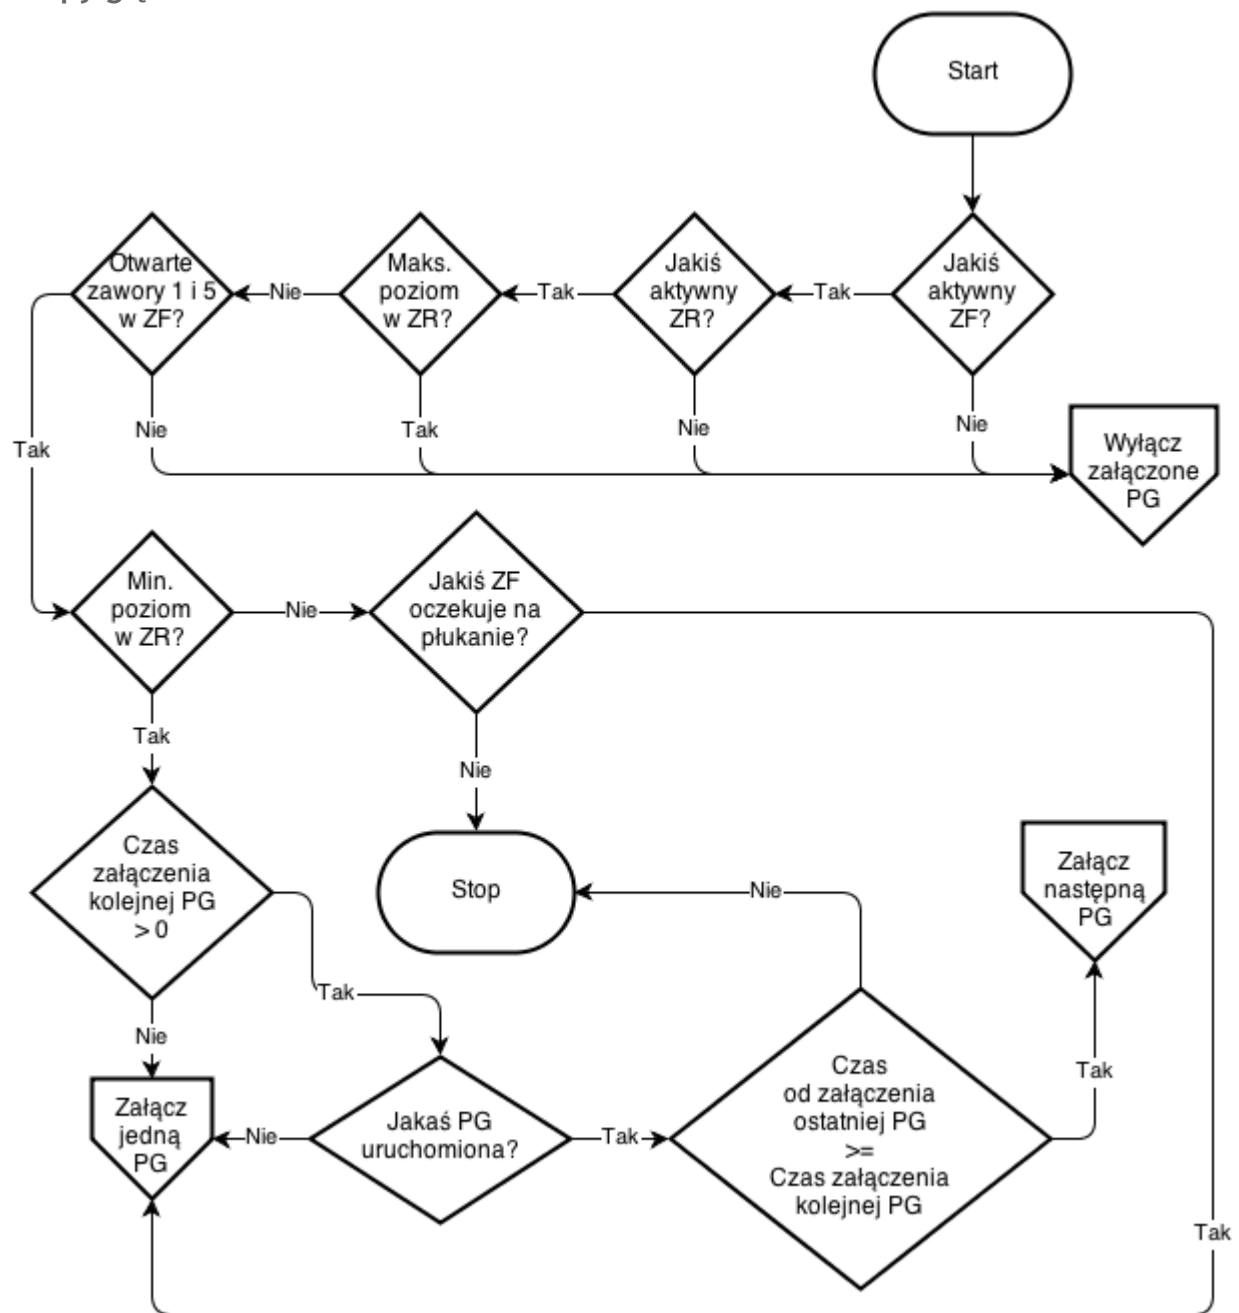 Start
Jakiś
aktywny
ZF?
Tak
Jakiś
aktywny
ZR?
Tak
Maks.
poziom
w ZR?
Nie
Otwarte
zawory 1 i 5
w ZF?
Nie
Tak
Nie
Nie
Tak
Wyłącz
załączone
PG
Min.
poziom
w ZR?
Nie
Jakiś ZF
oczekuje na
płukanie?
Tak
Nie
Czas
załączenia
kolejnej PG
> 0
Stop
Nie
Załącz
następną
PG
Tak
Nie
Załącz
jedną
PG
Nie
Jakaś PG
uruchomiona?
Tak
Czas
od załączenia
ostatniej PG
>=
Czas załączenia
kolejnej PG
Tak
Tak